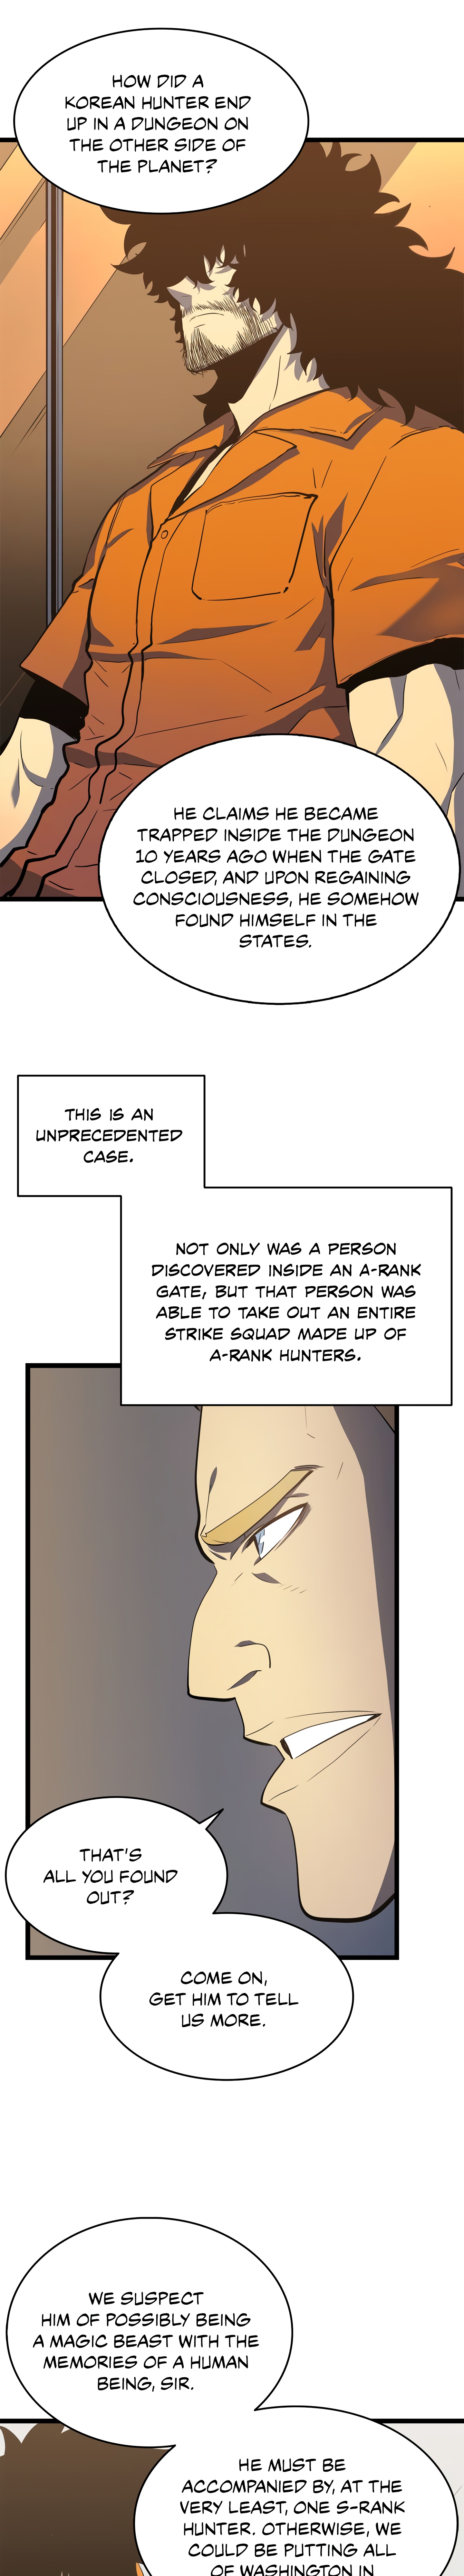 HOW DID A
KOREAN HUNTER END
UP IN A DUNGEON ON
THE OTHER SIDE OF
THE PLANET?
HE CLAIMS HE BECAME
TRAPPED INSIDE THE DUNGEON
10 YEARS AGO WHEN THE GATE
CLOSED, AND UPON REGAINING
CONSCIOUSNESS, HE SOMEHOW
FOUND HIMSELF IN THE
STATES.
THIS IS AN
UNPRECEDENTED
CASE.
NOT ONLY WAS A PERSON
DISCOVERED INSIDE AN A-RANK
GATE, BUT THAT PERSON WAS
ABLE TO TAKE OUT AN ENTIRE
STRIKE SQUAD MADE UP OF
A-RANK HUNTERS.
THAT'S
ALL YOU FOUND
OUT?
COME ON,
GET HIM TO TELL
US MORE.
WE SUSPECT
HIM OF POSSIBLY BEING
A MAGIC BEAST WITH THE
MEMORIES OF A HUMAN
BEING, SIR.
HE MUST BE
ACCOMPANIED BY, AT THE
VERY LEAST, ONE S-RANK
HUNTER. OTHERWISE, WE
COULD BE PUTTING ALL
OF WASHINGTON IN